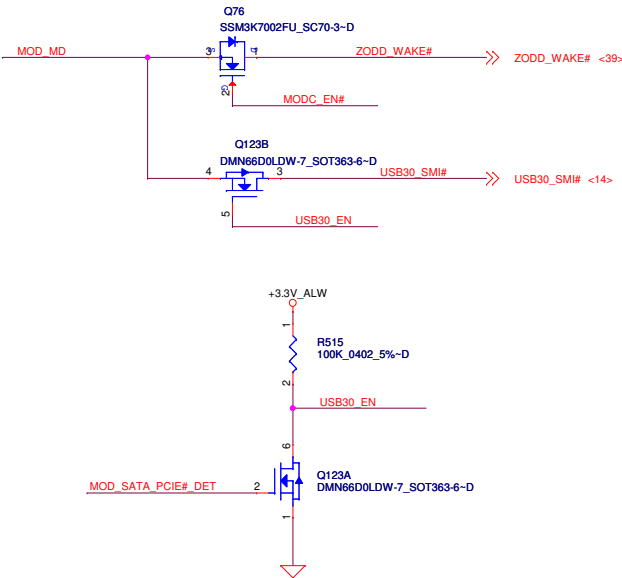 Q76
SSM3K7002FU_SC70-3~D
MOD_MD
3
S
D
1
ZODD_WAKE#
ZODD_WAKE# <39>
G
2
MODC_EN#
Q123B
DMN66D0LDW-7_SOT363-6~D
4
3
USB30_SMI#
USB30_SMI# <14>
5
USB30_EN
+3.3V_ALW
1
R515
100K_0402_5%~D
2
USB30_EN
6
MOD_SATA_PCIE#_DET
2
Q123A
DMN66D0LDW-7_SOT363-6~D
1